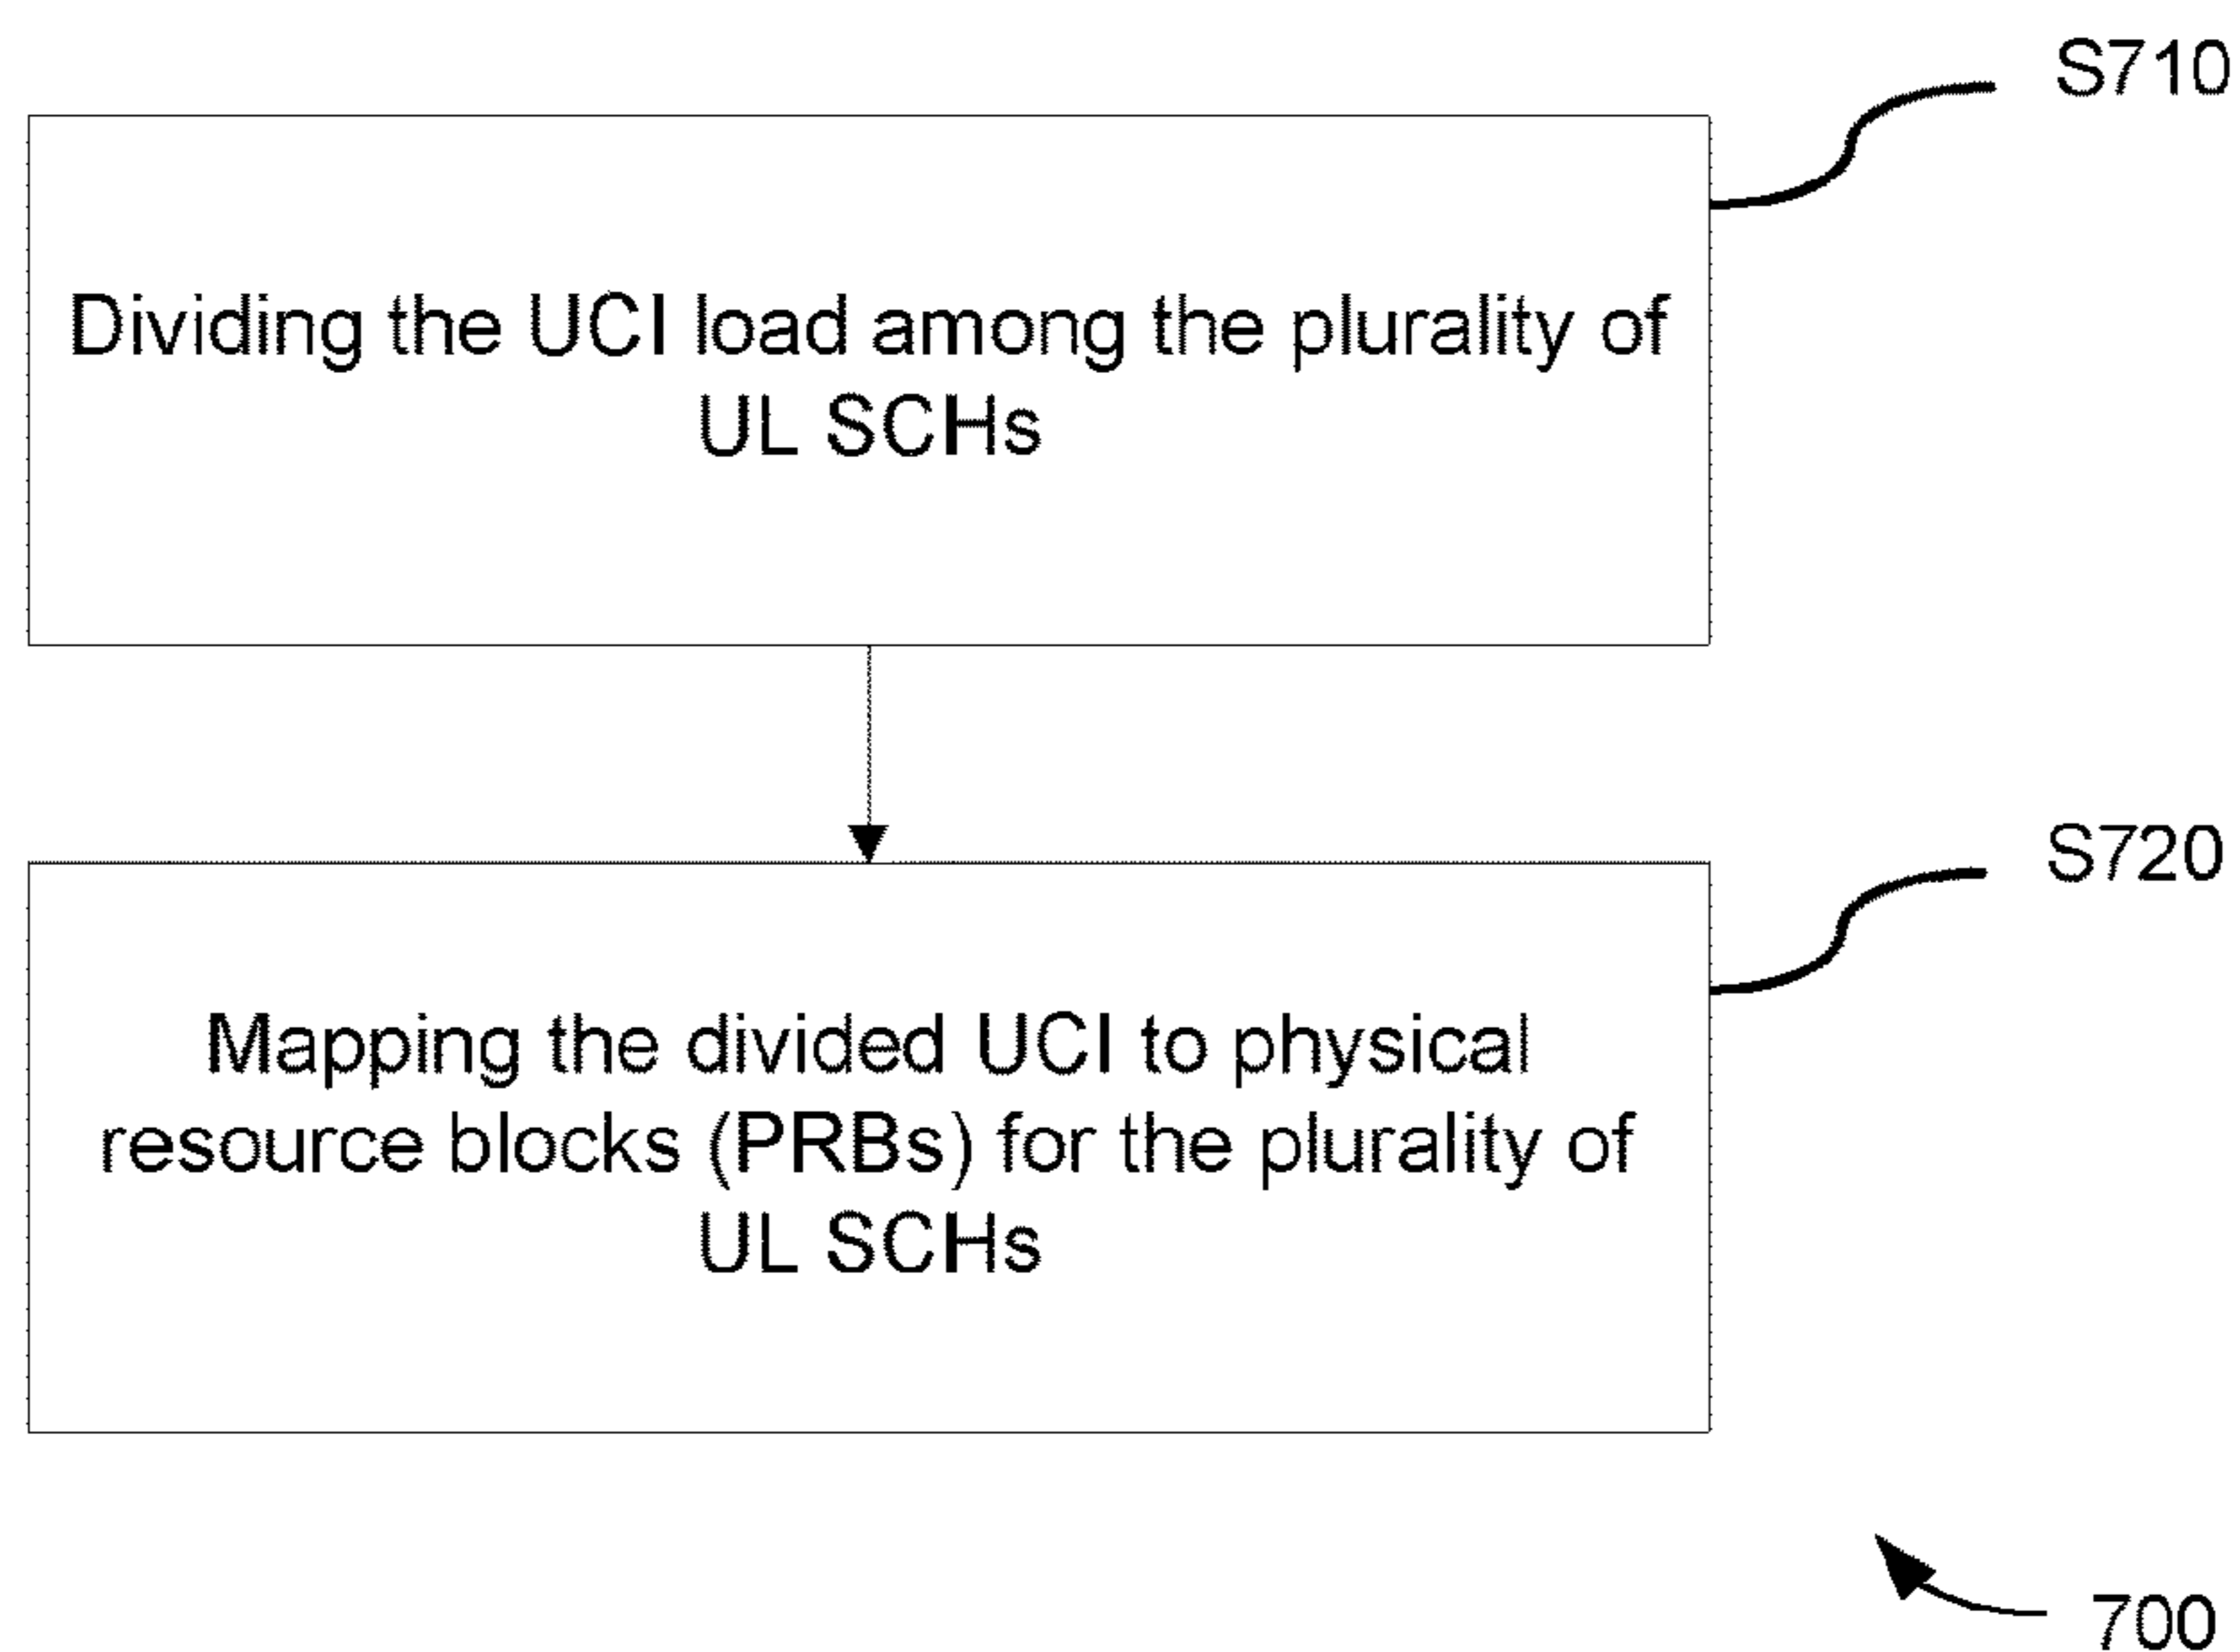 S710
Dividing the UCI load among the plurality of
UL SCHs
S720
Mapping the divided UCI to physical
resource blocks (PRBs) for the plurality of
UL SCHs
700